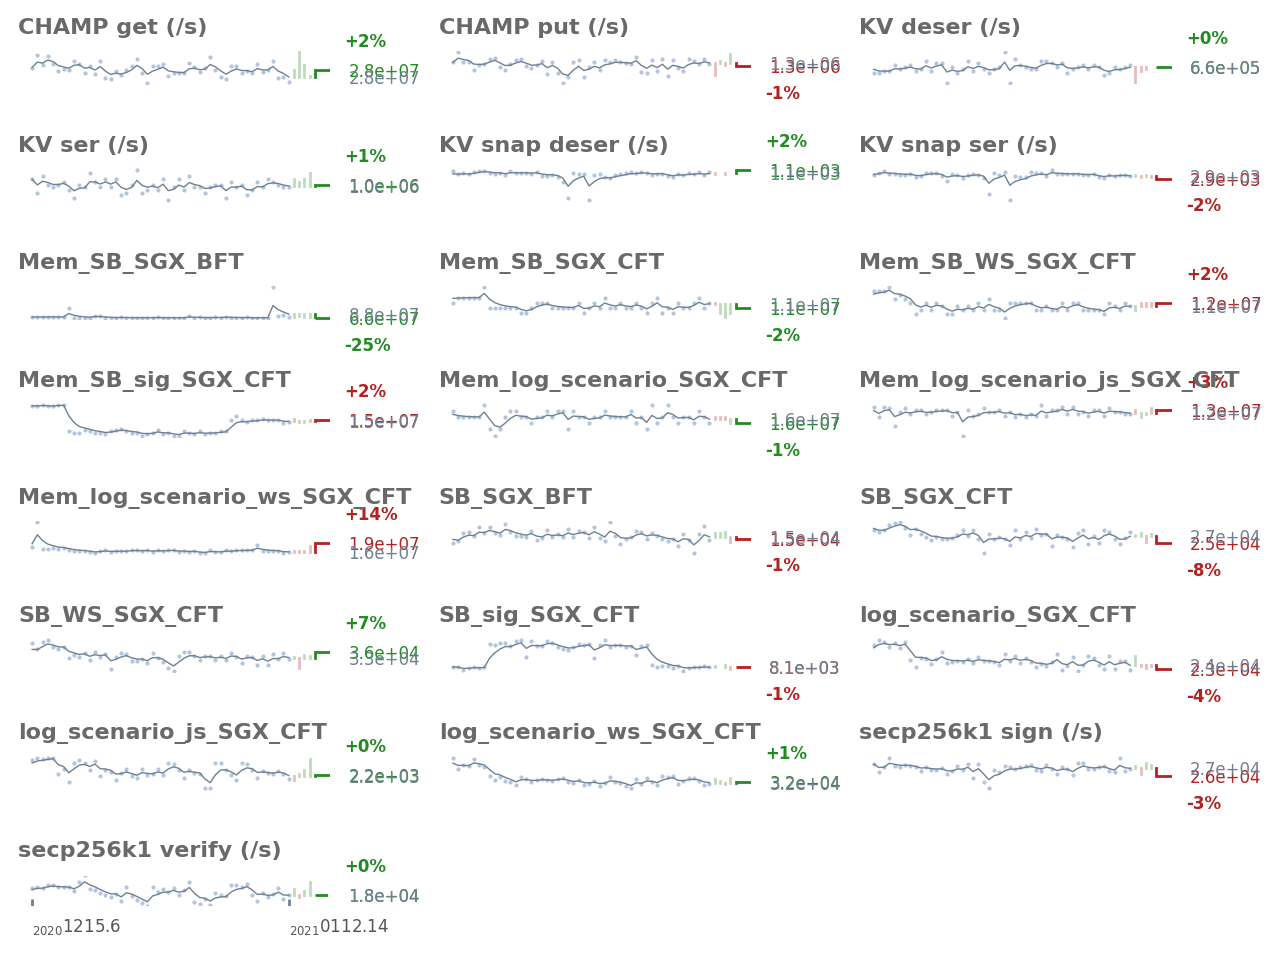 CHAMP get (/s)
+2%
2.8e+07
2.8e+07
CHAMP put (/s)
1.3e+06
1.3e+06
-1%
KV deser (/s)
+0%
6.6e+05
KV ser (/s)
+1%
1.0e+06
KV snap deser (/s)
+2%
1.1e+03
1.1e+03
KV snap ser (/s)
2.9e+03
2.9e+03
-2%
Mem_SB_SGX_BFT
8.8e+07
6.6e+07
-25%
Mem_SB_SGX_CFT
1.1e+07
1.1e+07
-2%
Mem_SB_WS_SGX_CFT
+2%
1.2e+07
1.2e+07
Mem_SB_sig_SGX_CFT
+2%
1.5e+07
Mem_log_scenario_SGX_CFT
1.6e+07
1.6e+07
-1%
Mem_log_scenario_js_SGX_CFT
+3%
1.3e+07
1.2e+07
Mem_log_scenario_ws_SGX_CFT
+14%
1.9e+07
1.6e+07
SB_SGX_BFT
1.5e+04
1.5e+04
-1%
SB_SGX_CFT
2.7e+04
2.5e+04
-8%
SB_WS_SGX_CFT
+7%
3.6e+04
3.3e+04
SB_sig_SGX_CFT
8.1e+03
-1%
log_scenario_SGX_CFT
2.4e+04
2.3e+04
-4%
log_scenario_js_SGX_CFT
+0%
2.2e+03
log_scenario_ws_SGX_CFT
+1%
3.2e+04
3.2e+04
secp256k1 sign (/s)
2.7e+04
2.6e+04
-3%
secp256k1 verify (/s)
+0%
1.8e+04
2020 1215.6
2021 0112.14